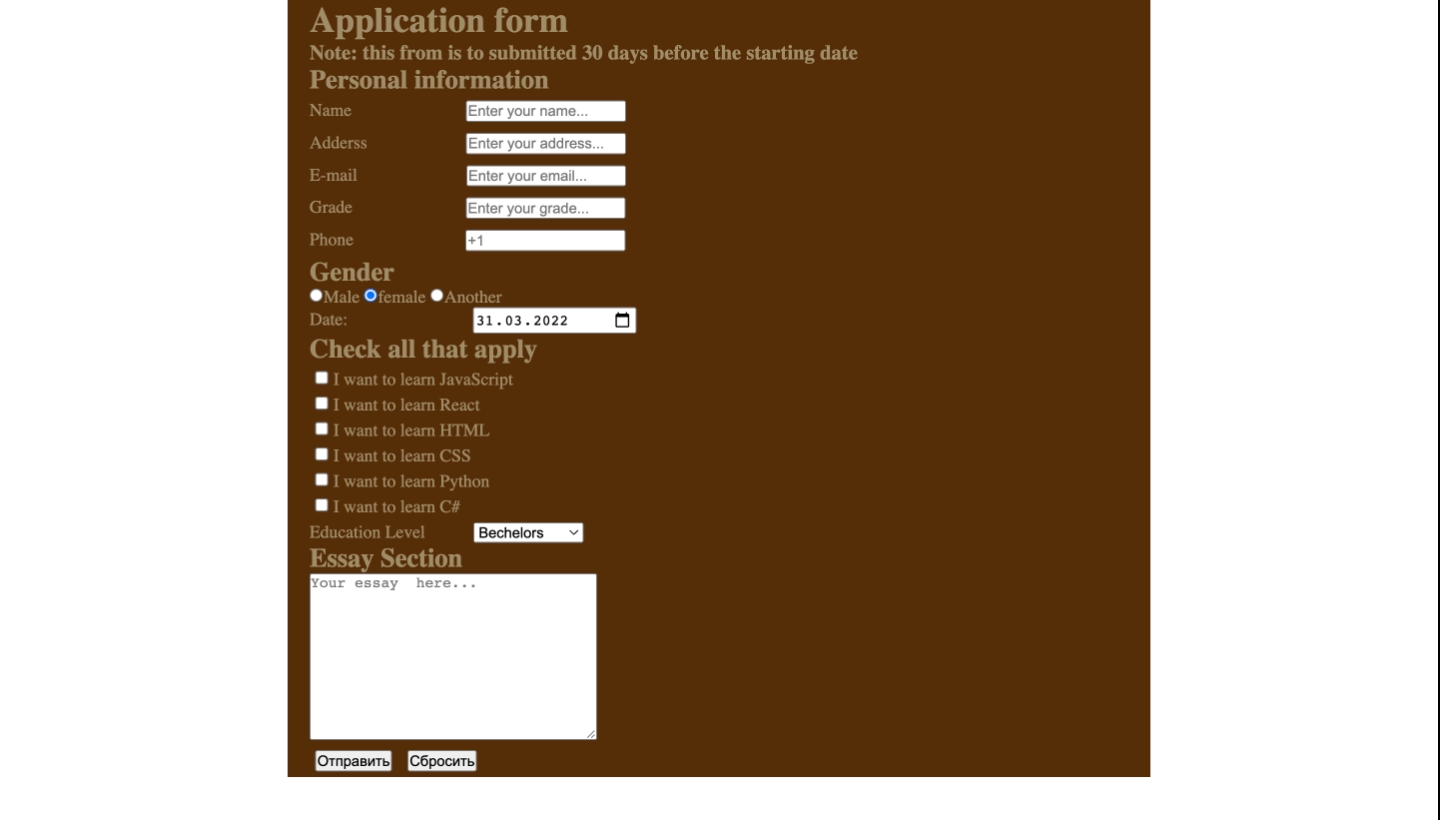 Application form
Note: this from is to submitted 30 days before the starting date
Personal information
Name Enter your name...
Adderss Enter your address...
E-mail Enter your email...
Grade Enter your grade...
Phone +1
Gender
Male female Another
Date: 31.03.2022
Check all that apply
I want to learn JavaScript
I want to learn React
I want to learn HTML
I want to learn CSS
I want to learn Python
I want to learn C#
Education Level Bechelors
Essay Section
Your essay  here...
Отправить Сбросить